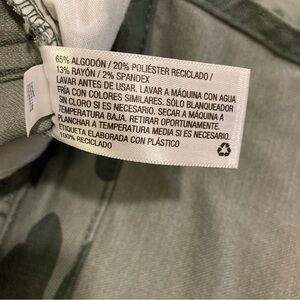 65% ALGODÓN / 20% POLIÉSTER RECICLADO /
13% RAYÓN / 2% SPANDEX
LAVAR ANTES DE USAR. LAVAR A MÁQUINA CON AGUA
FRÍA CON COLORES SIMILARES. SÓLO BLANQUEADOR
SIN CLORO SI ES NECESARIO. SECAR A MÁQUINA A
TEMPERATURA BAJA. RETIRAR OPORTUNAMENTE.
PLANCHAR A TEMPERATURA MEDIA SI ES NECESARIO.
ETIQUETA ELABORADA CON PLÁSTICO
100% RECICLADO